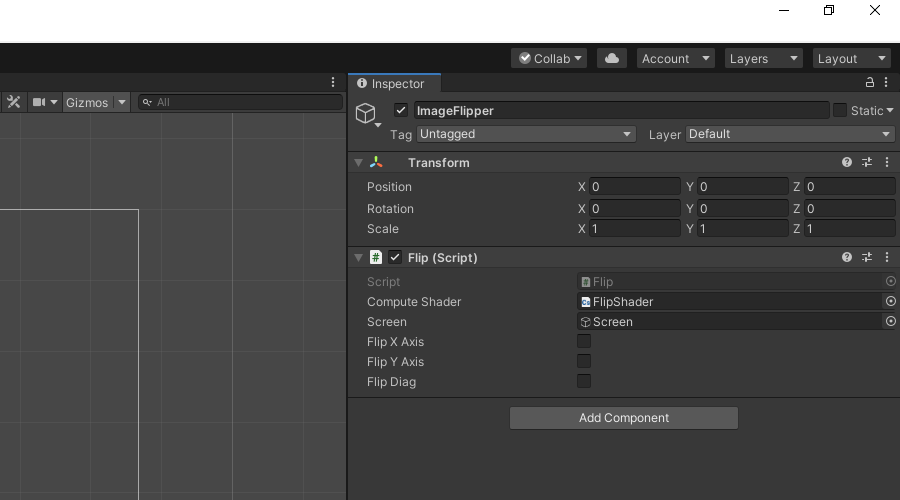 Collab Account Layers Layout
Inspector
Gizmos All
ImageFlipper Static
Tag Untagged Layer Default
Transform
Position X 0 Y 0 Z 0
Rotation X 0 Y 0 Z 0
Scale X 1 Y 1 Z 1
# Flip (Script)
Script # Flip
Compute Shader FlipShader
Screen Screen
Flip X Axis
Flip Y Axis
Flip Diag
Add Component